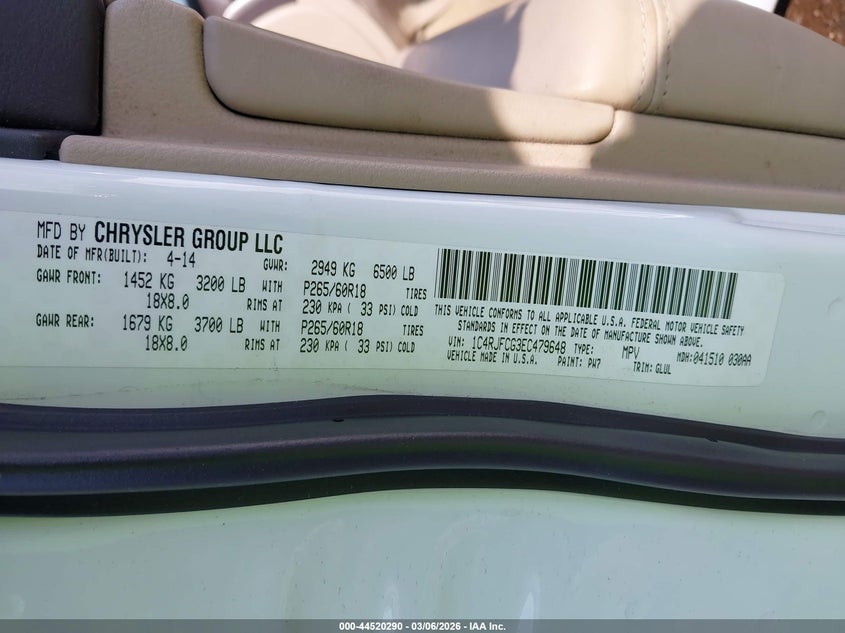 MFD BY CHRYSLER GROUP LLC
DATE OF MFR(BUILT): 4-14 GVWR: 2949 KG 6500 LB
GAWR FRONT: 1452 KG 3200 LB WITH P265/60R18 TIRES
18X8.0 RIMS AT 230 KPA ( 33 PSI) COLD
GAWR REAR: 1679 KG 3700 LB WITH P265/60R18 TIRES
18X8.0 RIMS AT 230 KPA ( 33 PSI) COLD
THIS VEHICLE CONFORMS TO ALL APPLICABLE U.S.A. FEDERAL MOTOR VEHICLE SAFETY
STANDARDS IN EFFECT ON THE DATE OF MANUFACTURE SHOWN ABOVE.
VIN: 1C4RJFCG3EC479648 TYPE: MPV MDH:041510 030AA
VEHICLE MADE IN U.S.A. PAINT: PW7 TRIM: GLUL
000-44520290 - 03/06/2026 - IAA Inc.